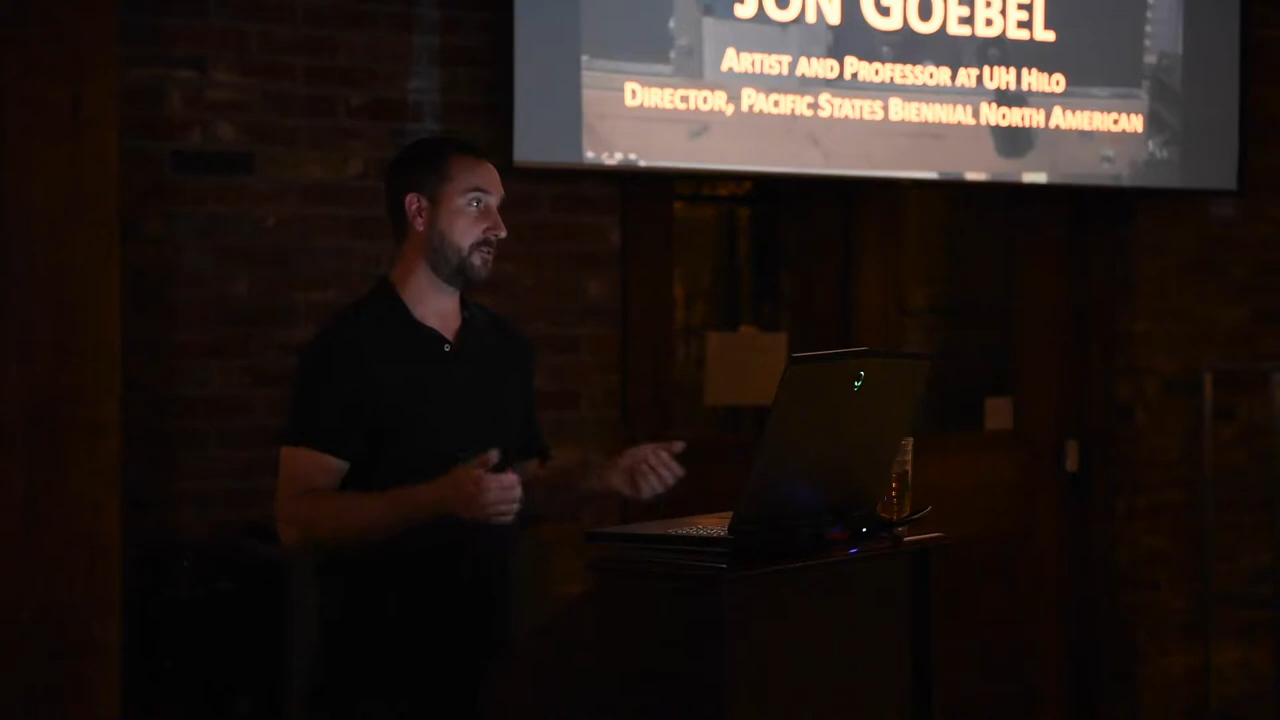 JON GOEBEL
ARTIST AND PROFESSOR AT UH HILO
DIRECTOR, PACIFIC STATES BIENNIAL NORTH AMERICAN